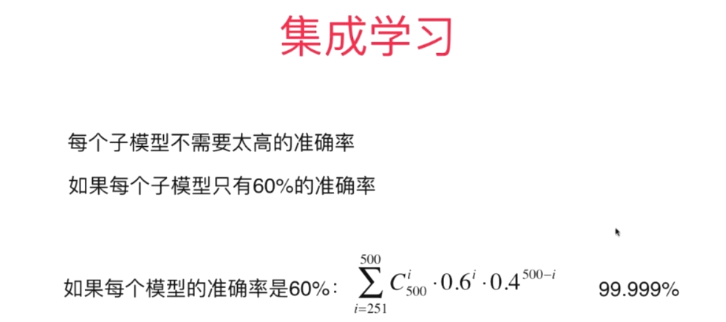 集成学习
每个子模型不需要太高的准确率
如果每个子模型只有60%的准确率
如果每个模型的准确率是60%: $\sum_{i=251}^{500} C_{500}^{i} \cdot 0.6^{i} \cdot 0.4^{500-i}$ 99.999%